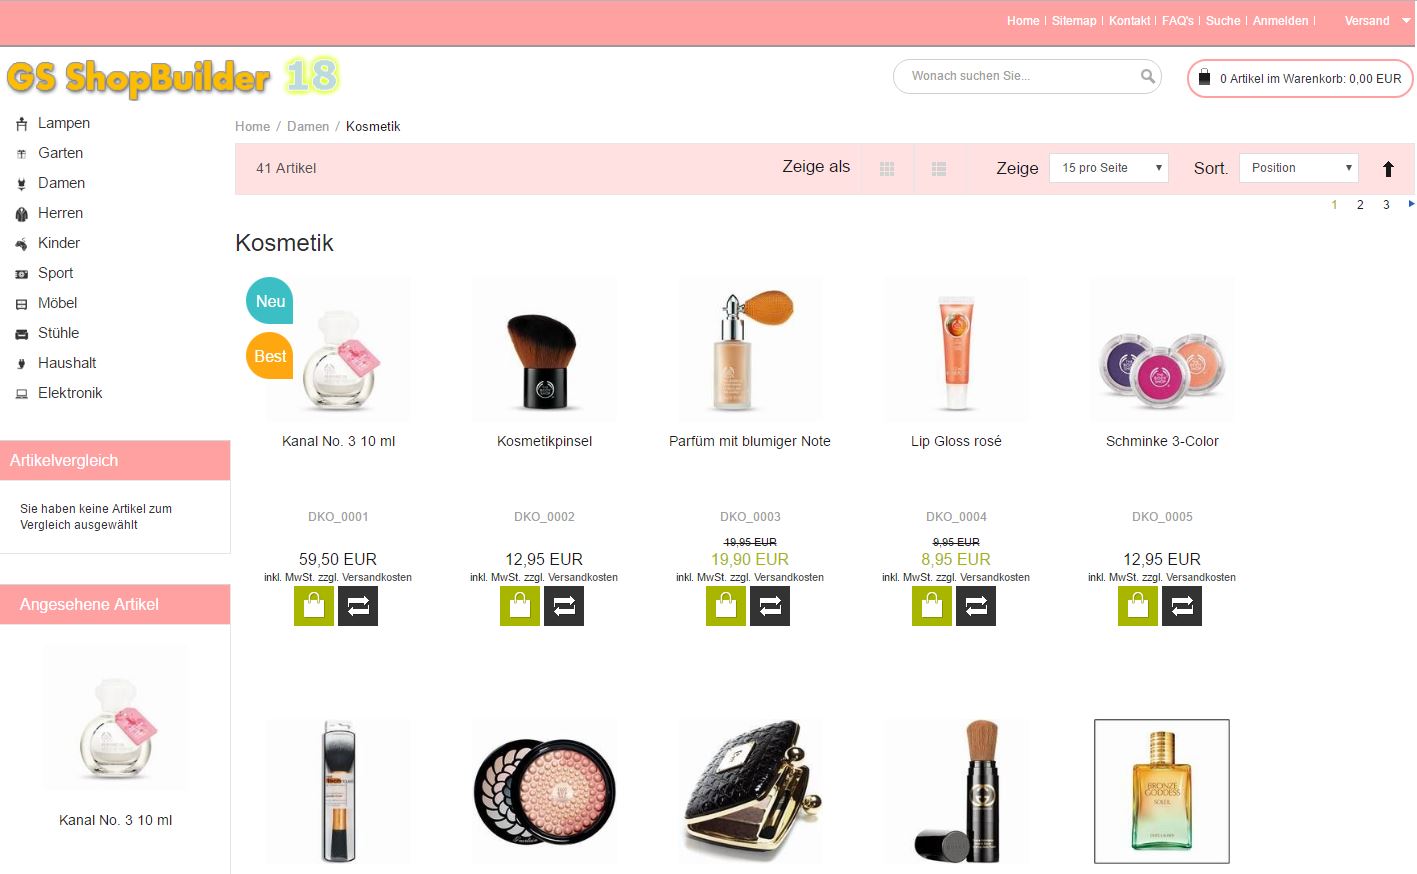 Home | Sitemap | Kontakt | FAQ's | Suche | Anmelden | Versand
GS ShopBuilder 18
Wonach suchen Sie...
0 Artikel im Warenkorb: 0,00 EUR
Lampen
Garten
Damen
Herren
Kinder
Sport
Möbel
Stühle
Haushalt
Elektronik
Artikelvergleich
Sie haben keine Artikel zum
Vergleich ausgewählt
Angesehene Artikel
Kanal No. 3 10 ml
Home / Damen / Kosmetik
41 Artikel
Zeige als
Zeige 15 pro Seite
Sort. Position
1 2 3
Kosmetik
Neu
Best
Kanal No. 3 10 ml
DKO_0001
59,50 EUR
inkl. MwSt. zzgl. Versandkosten
Kosmetikpinsel
DKO_0002
12,95 EUR
inkl. MwSt. zzgl. Versandkosten
Parfüm mit blumiger Note
DKO_0003
19,95 EUR
19,90 EUR
inkl. MwSt. zzgl. Versandkosten
Lip Gloss rosé
DKO_0004
9,95 EUR
8,95 EUR
inkl. MwSt. zzgl. Versandkosten
Schminke 3-Color
DKO_0005
12,95 EUR
inkl. MwSt. zzgl. Versandkosten
BRONZE
GODDESS
SOLEIL